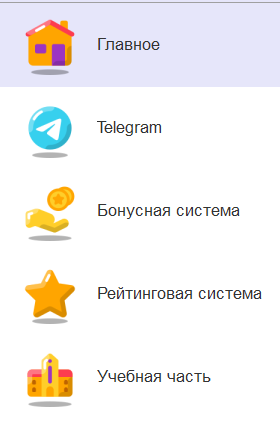 Главное
Telegram
Бонусная система
Рейтинговая система
Учебная часть